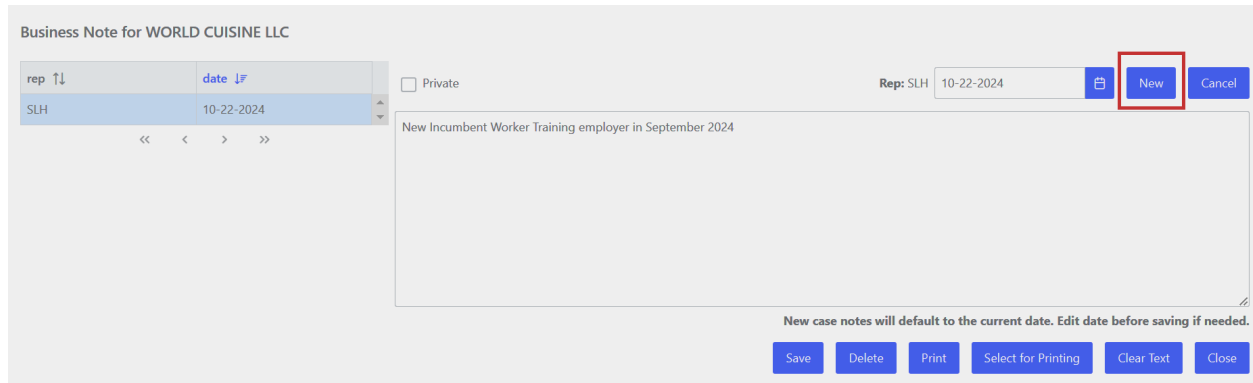 Business Note for WORLD CUISINE LLC
rep date
SLH 10-22-2024
Private Rep: SLH 10-22-2024 New Cancel
New Incumbent Worker Training employer in September 2024
New case notes will default to the current date. Edit date before saving if needed.
Save Delete Print Select for Printing Clear Text Close